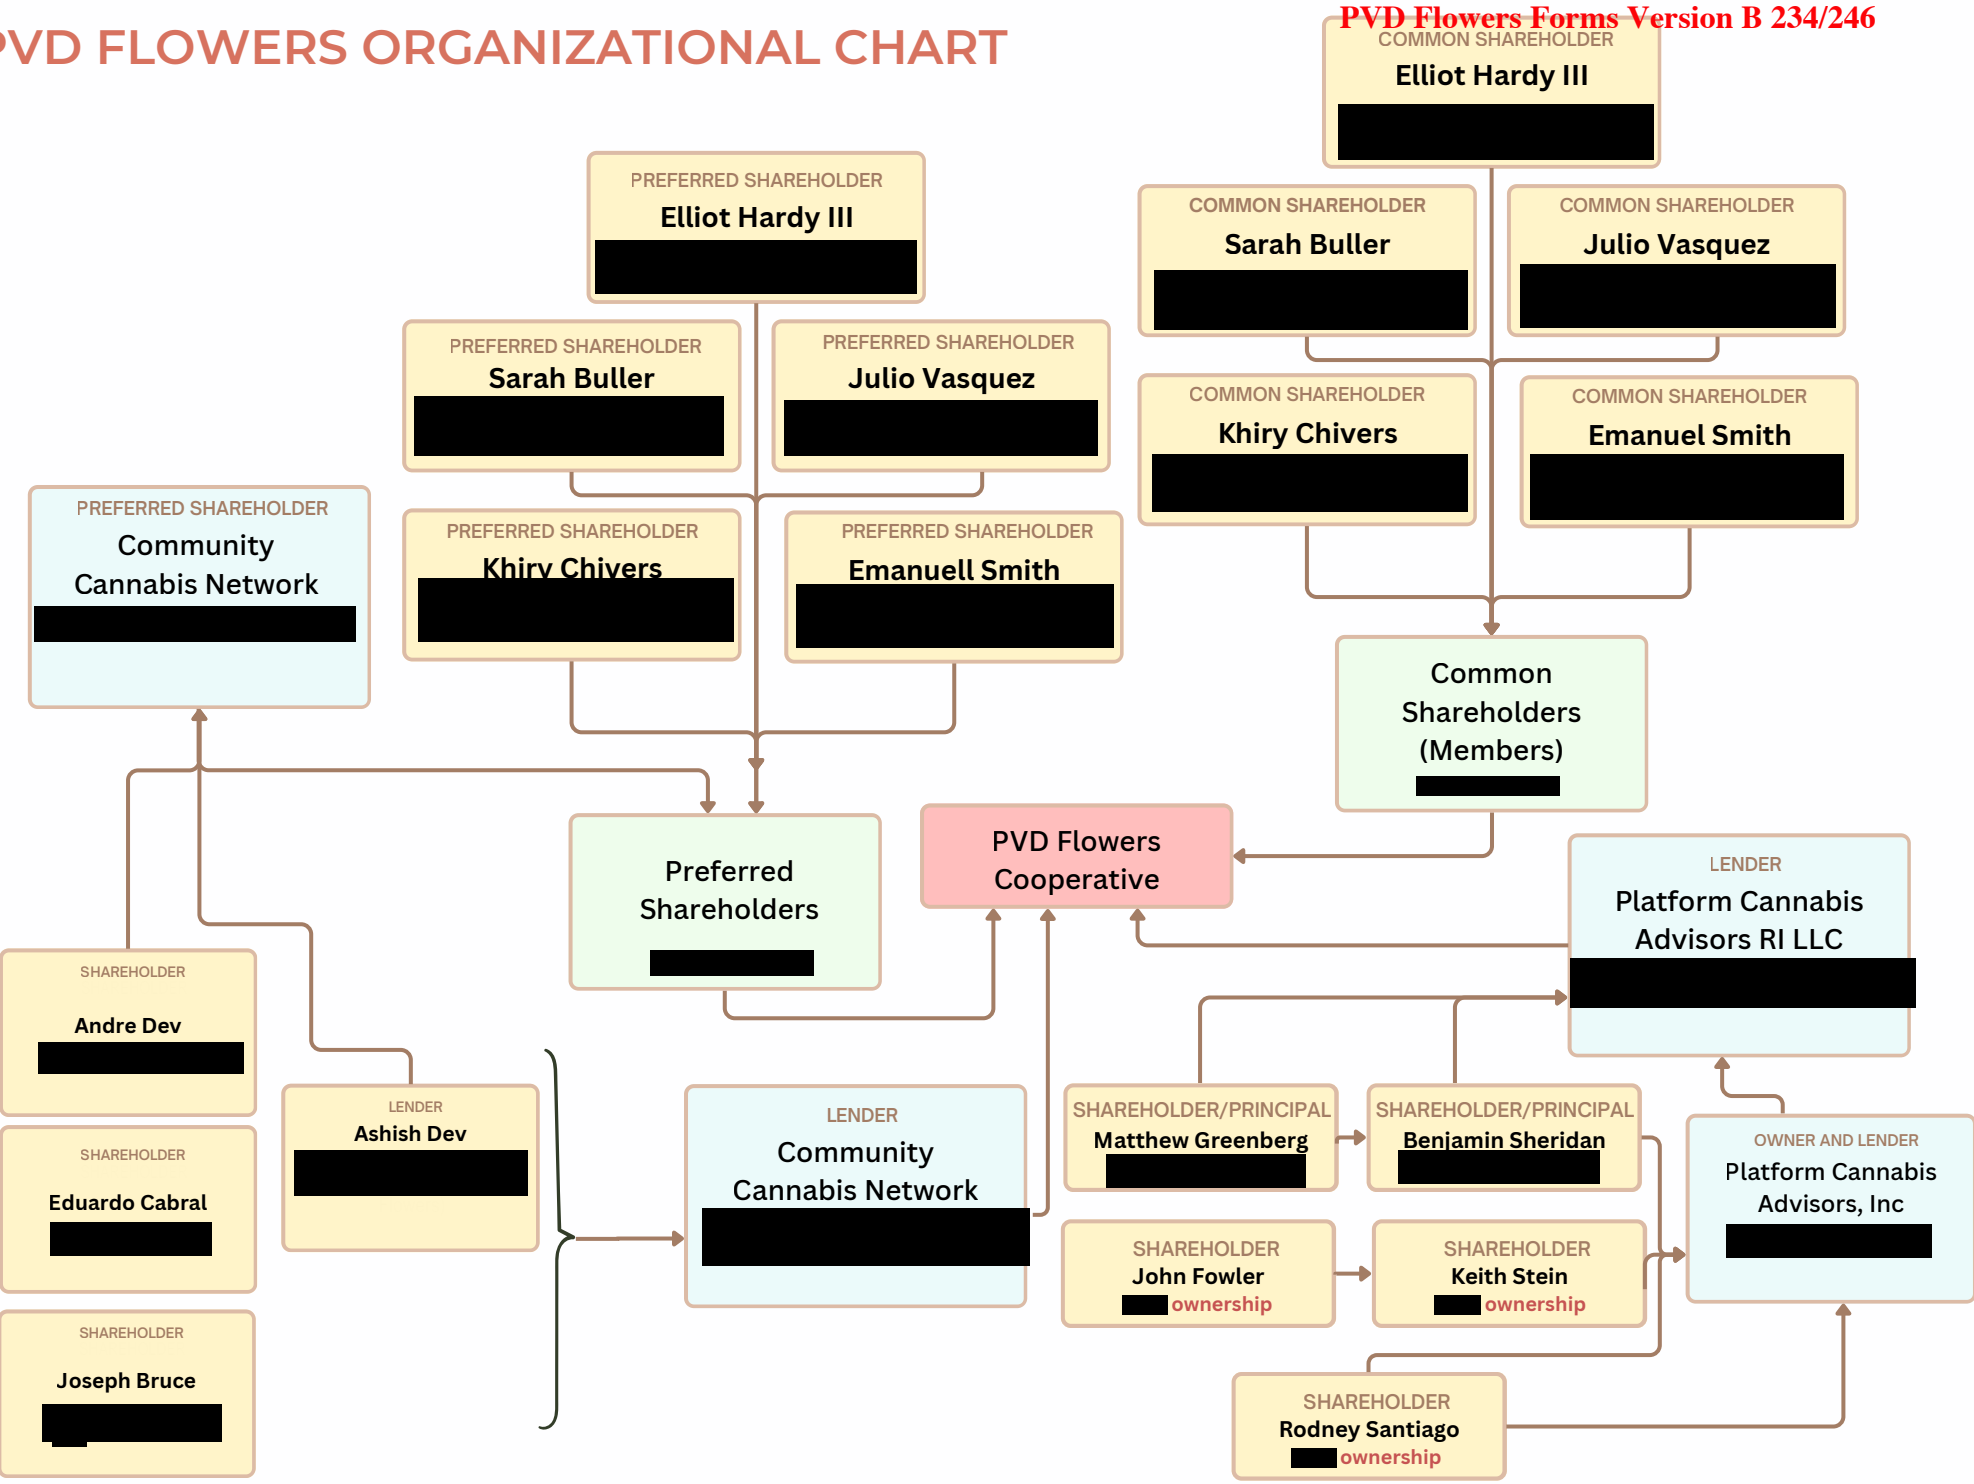 PVD Flowers Forms Version B 234/246
PVD FLOWERS ORGANIZATIONAL CHART
COMMON SHAREHOLDER
Elliot Hardy III
PREFERRED SHAREHOLDER
Elliot Hardy III
COMMON SHAREHOLDER
Sarah Buller
COMMON SHAREHOLDER
Julio Vasquez
PREFERRED SHAREHOLDER
Sarah Buller
PREFERRED SHAREHOLDER
Julio Vasquez
COMMON SHAREHOLDER
Khiry Chivers
COMMON SHAREHOLDER
Emanuel Smith
PREFERRED SHAREHOLDER
Community
Cannabis Network
PREFERRED SHAREHOLDER
Khiry Chivers
PREFERRED SHAREHOLDER
Emanuell Smith
Common
Shareholders
(Members)
Preferred
Shareholders
PVD Flowers
Cooperative
LENDER
Platform Cannabis
Advisors RI LLC
SHAREHOLDER
Andre Dev
LENDER
Ashish Dev
SHAREHOLDER
Eduardo Cabral
SHAREHOLDER
Joseph Bruce
LENDER
Community
Cannabis Network
SHAREHOLDER/PRINCIPAL
Matthew Greenberg
SHAREHOLDER/PRINCIPAL
Benjamin Sheridan
OWNER AND LENDER
Platform Cannabis
Advisors, Inc
SHAREHOLDER
John Fowler
ownership
SHAREHOLDER
Keith Stein
ownership
SHAREHOLDER
Rodney Santiago
ownership